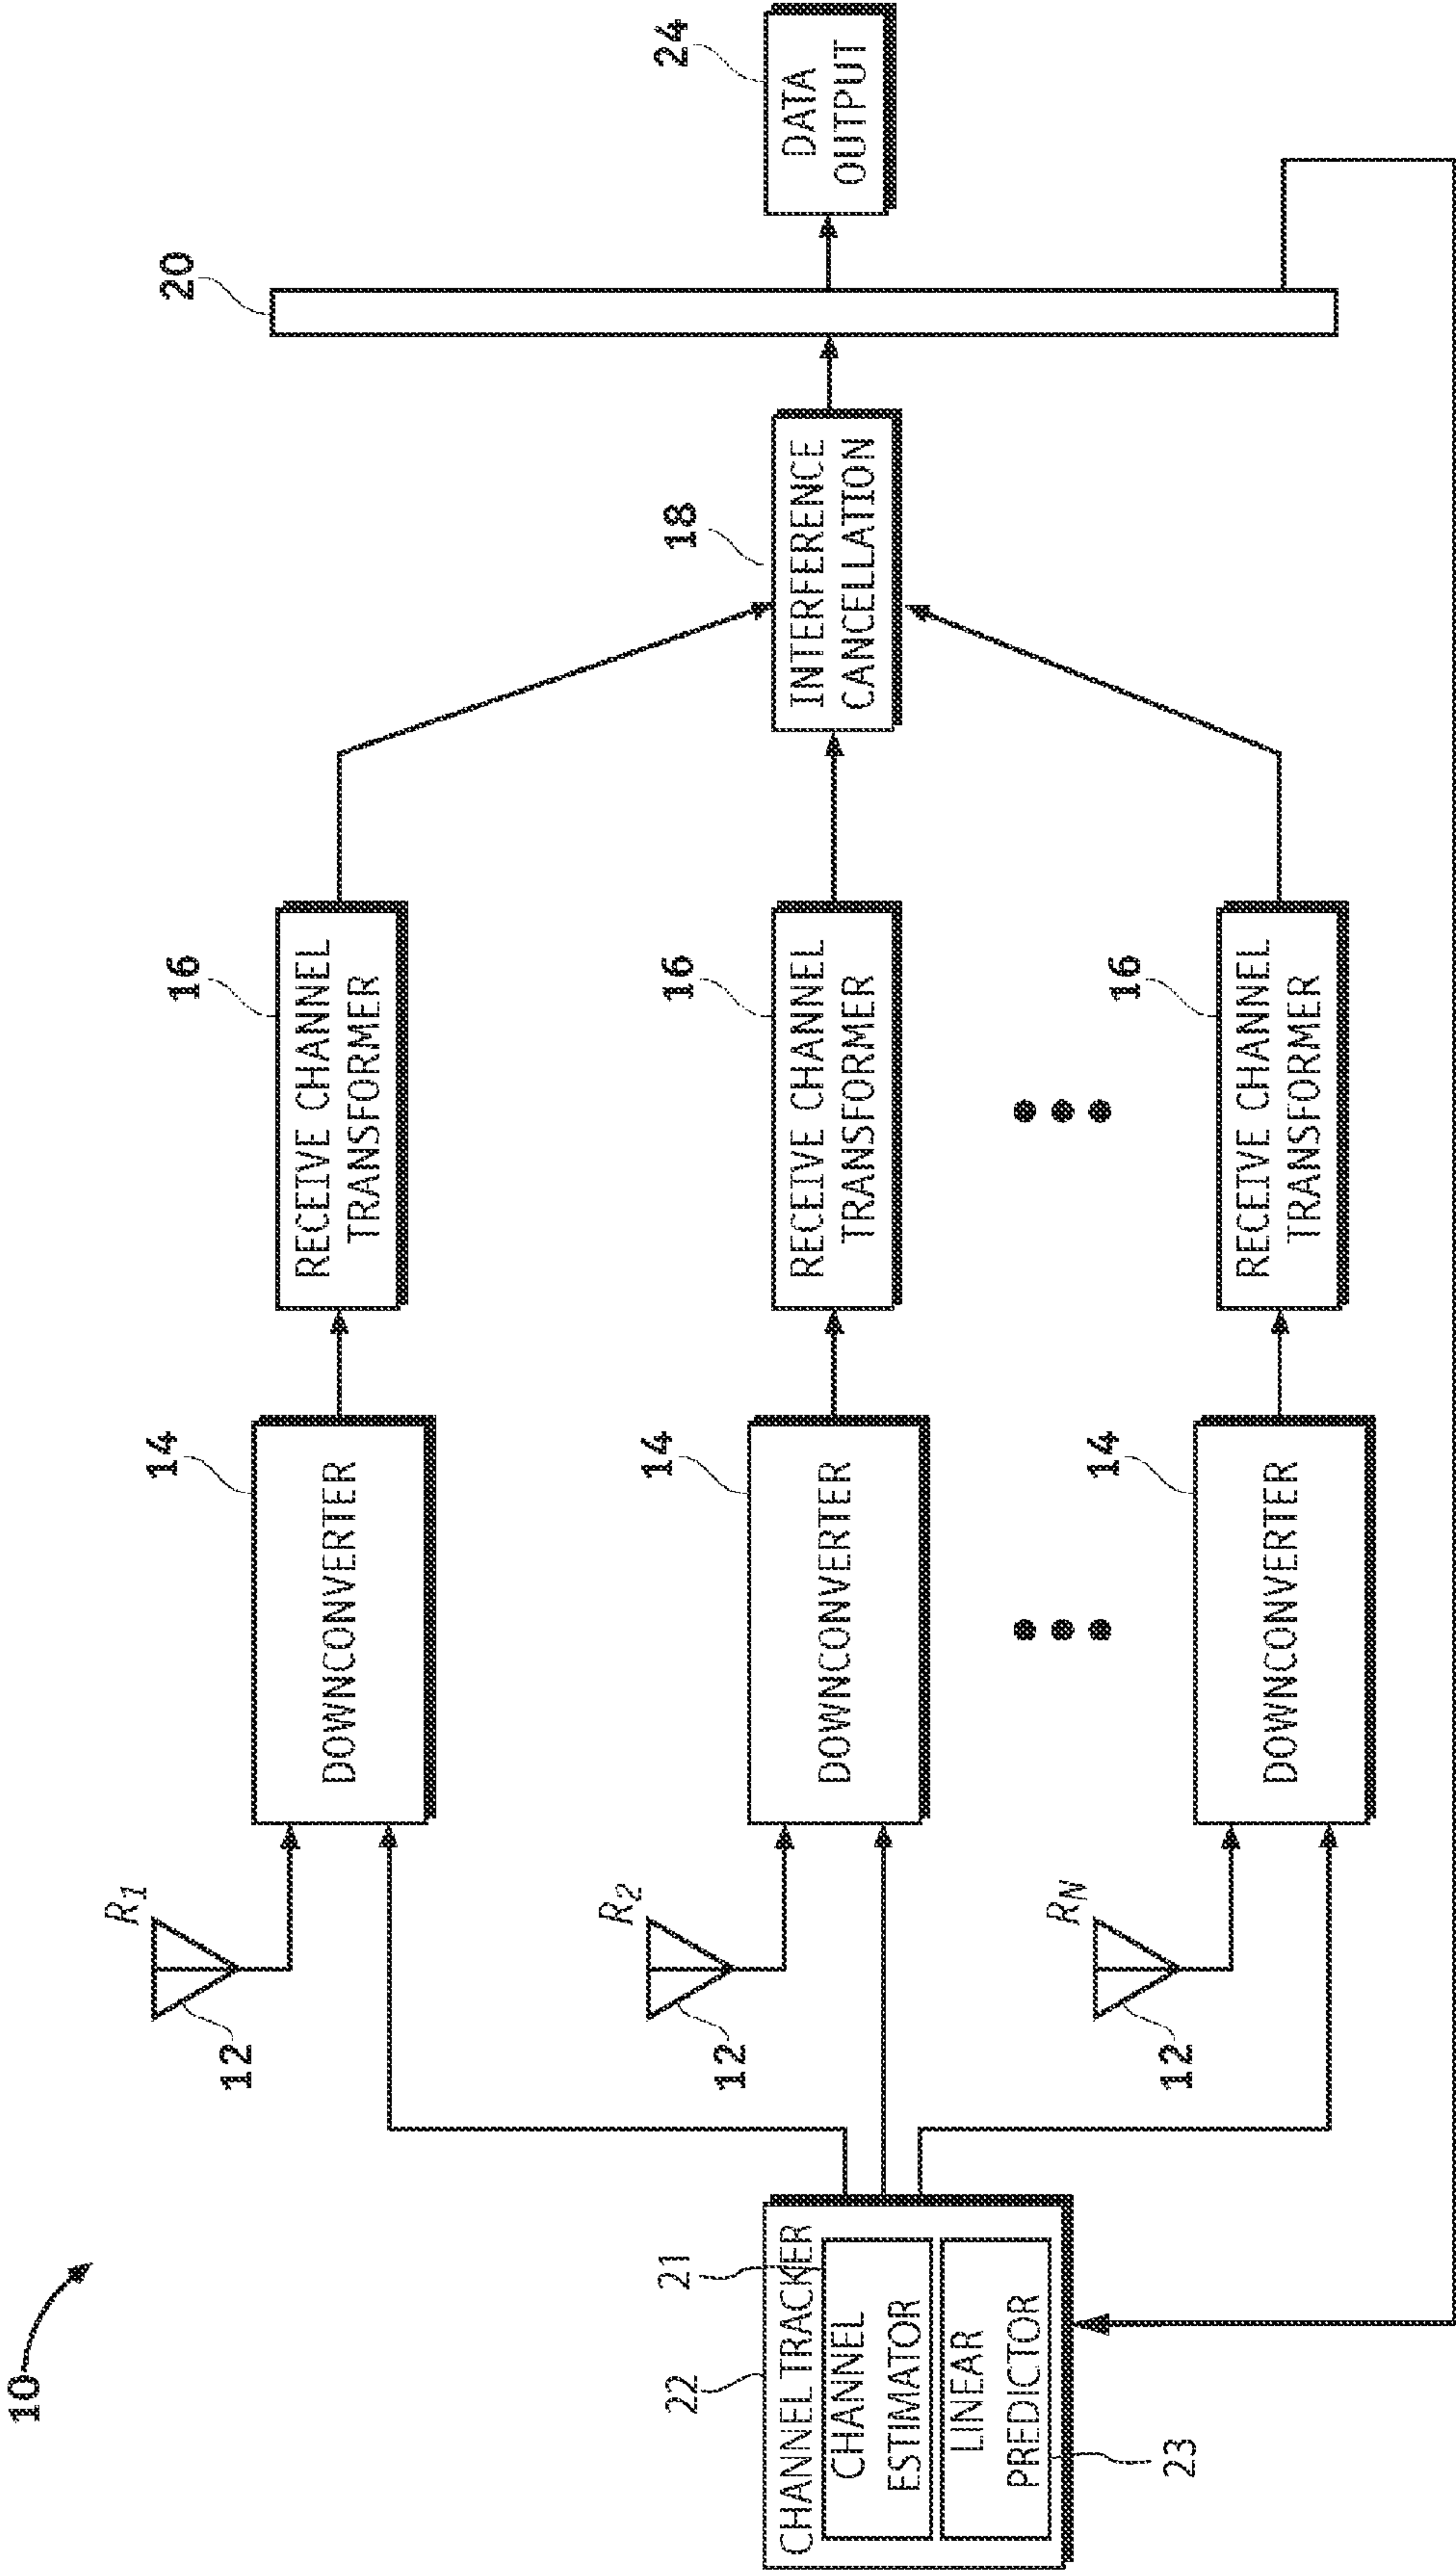 10
R1
12
14
DOWNCONVERTER
16
RECEIVE CHANNEL
TRANSFORMER
20
R2
12
14
DOWNCONVERTER
16
RECEIVE CHANNEL
TRANSFORMER
18
INTERFERENCE
CANCELLATION
24
DATA
OUTPUT
22
21
CHANNEL TRACKER
CHANNEL
ESTIMATOR
LINEAR
PREDICTOR
23
RN
12
14
DOWNCONVERTER
16
RECEIVE CHANNEL
TRANSFORMER